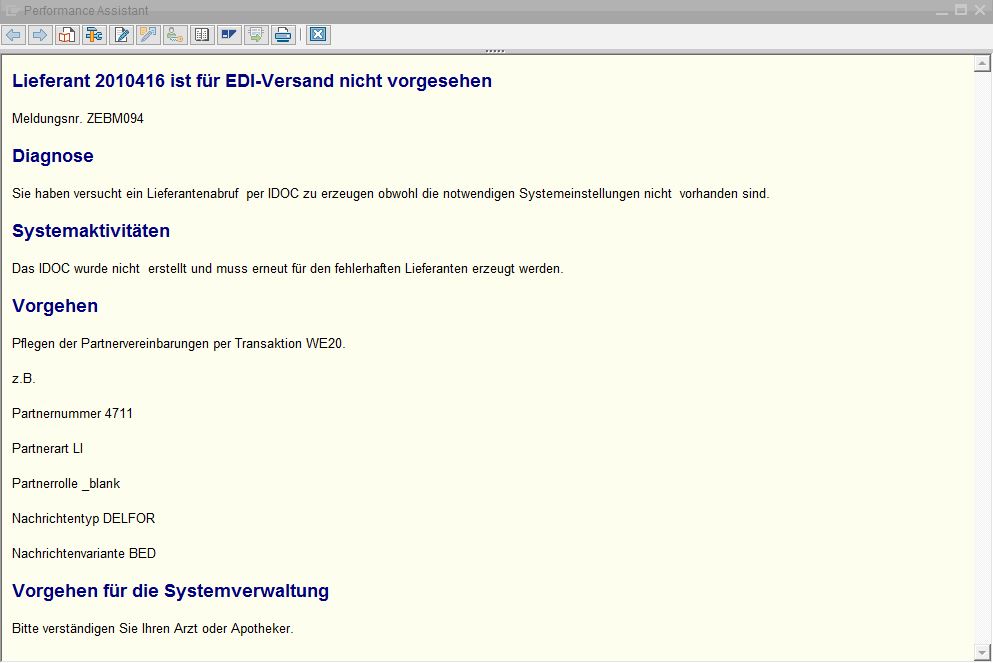 Performance Assistant
Lieferant 2010416 ist für EDI-Versand nicht vorgesehen
Meldungsnr. ZEBM094
Diagnose
Sie haben versucht ein Lieferantenabruf  per IDOC zu erzeugen obwohl die notwendigen Systemeinstellungen nicht  vorhanden sind.
Systemaktivitäten
Das IDOC wurde nicht  erstellt und muss erneut für den fehlerhaften Lieferanten erzeugt werden.
Vorgehen
Pflegen der Partnervereinbarungen per Transaktion WE20.
z.B.
Partnernummer 4711
Partnerart LI
Partnerrolle _blank
Nachrichtentyp DELFOR
Nachrichtenvariante BED
Vorgehen für die Systemverwaltung
Bitte verständigen Sie Ihren Arzt oder Apotheker.